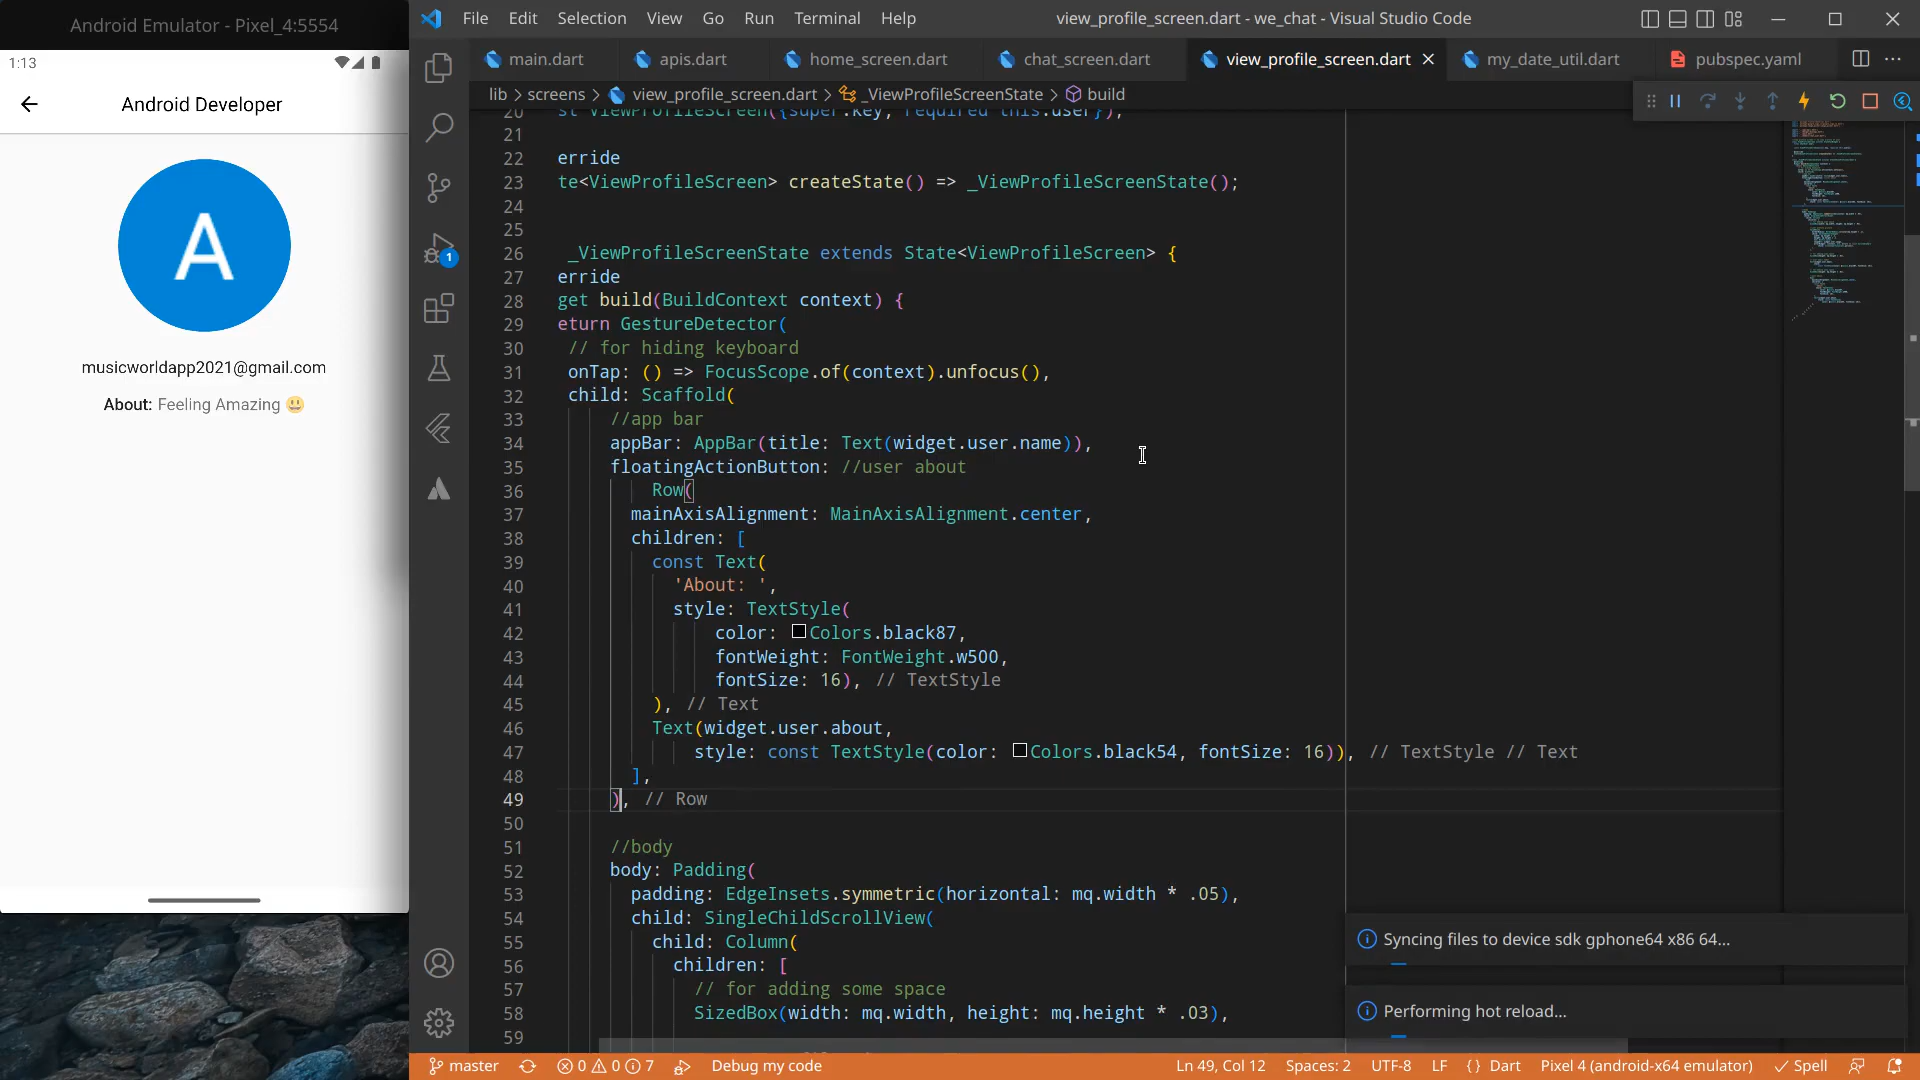 Android Emulator - Pixel_4:5554
1:13
Android Developer
A
musicworldapp2021@gmail.com
About: Feeling Amazing 😃
File Edit Selection View Go Run Terminal Help
view_profile_screen.dart - we_chat - Visual Studio Code
main.dart apis.dart home_screen.dart chat_screen.dart view_profile_screen.dart my_date_util.dart pubspec.yaml
lib > screens > view_profile_screen.dart > _ViewProfileScreenState > build
20 st ViewProfileScreen({super.key, required this.user});
21
22 erride
23 te<ViewProfileScreen> createState() => _ViewProfileScreenState();
24
25
26 _ViewProfileScreenState extends State<ViewProfileScreen> {
27 erride
28 get build(BuildContext context) {
29 eturn GestureDetector(
30 // for hiding keyboard
31 onTap: () => FocusScope.of(context).unfocus(),
32 child: Scaffold(
33 //app bar
34 appBar: AppBar(title: Text(widget.user.name)),
35 floatingActionButton: //user about
36 Row(
37 mainAxisAlignment: MainAxisAlignment.center,
38 children: [
39 const Text(
40 'About: ',
41 style: TextStyle(
42 color: Colors.black87,
43 fontWeight: FontWeight.w500,
44 fontSize: 16), // TextStyle
45 ), // Text
46 Text(widget.user.about,
47 style: const TextStyle(color: Colors.black54, fontSize: 16)), // TextStyle // Text
48 ],
49 ), // Row
50
51 //body
52 body: Padding(
53 padding: EdgeInsets.symmetric(horizontal: mq.width * .05),
54 child: SingleChildScrollView(
55 child: Column(
56 children: [
57 // for adding some space
58 SizedBox(width: mq.width, height: mq.height * .03),
59
1
Syncing files to device sdk gphone64 x86 64...
Performing hot reload...
master 0 0 7 Debug my code Ln 49, Col 12 Spaces: 2 UTF-8 LF { } Dart Pixel 4 (android-x64 emulator) Spell